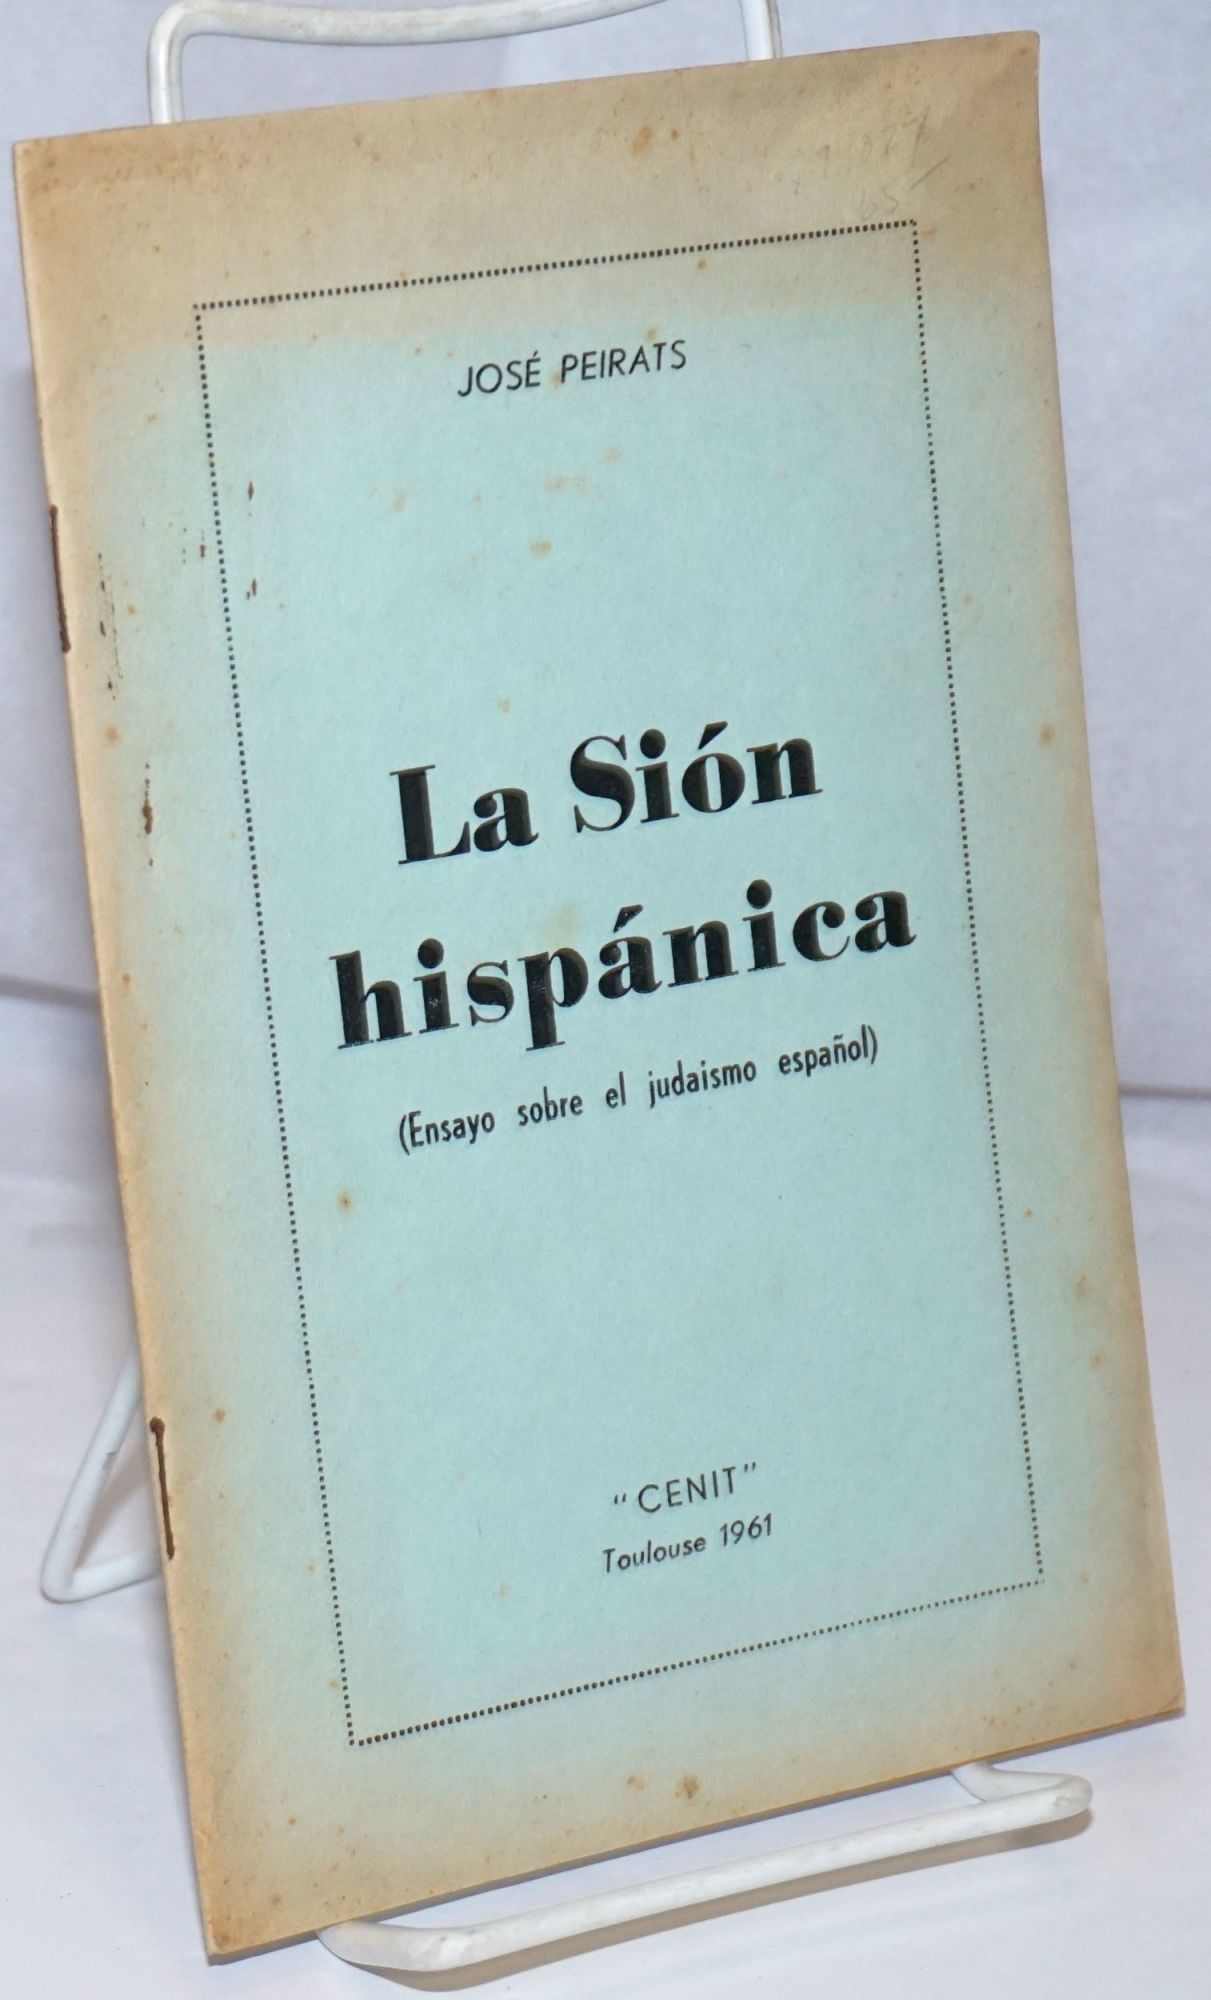 JOSÉ PEIRATS
La Sión
hispánica
(Ensayo sobre el judaismo español)
"CENIT"
Toulouse 1961